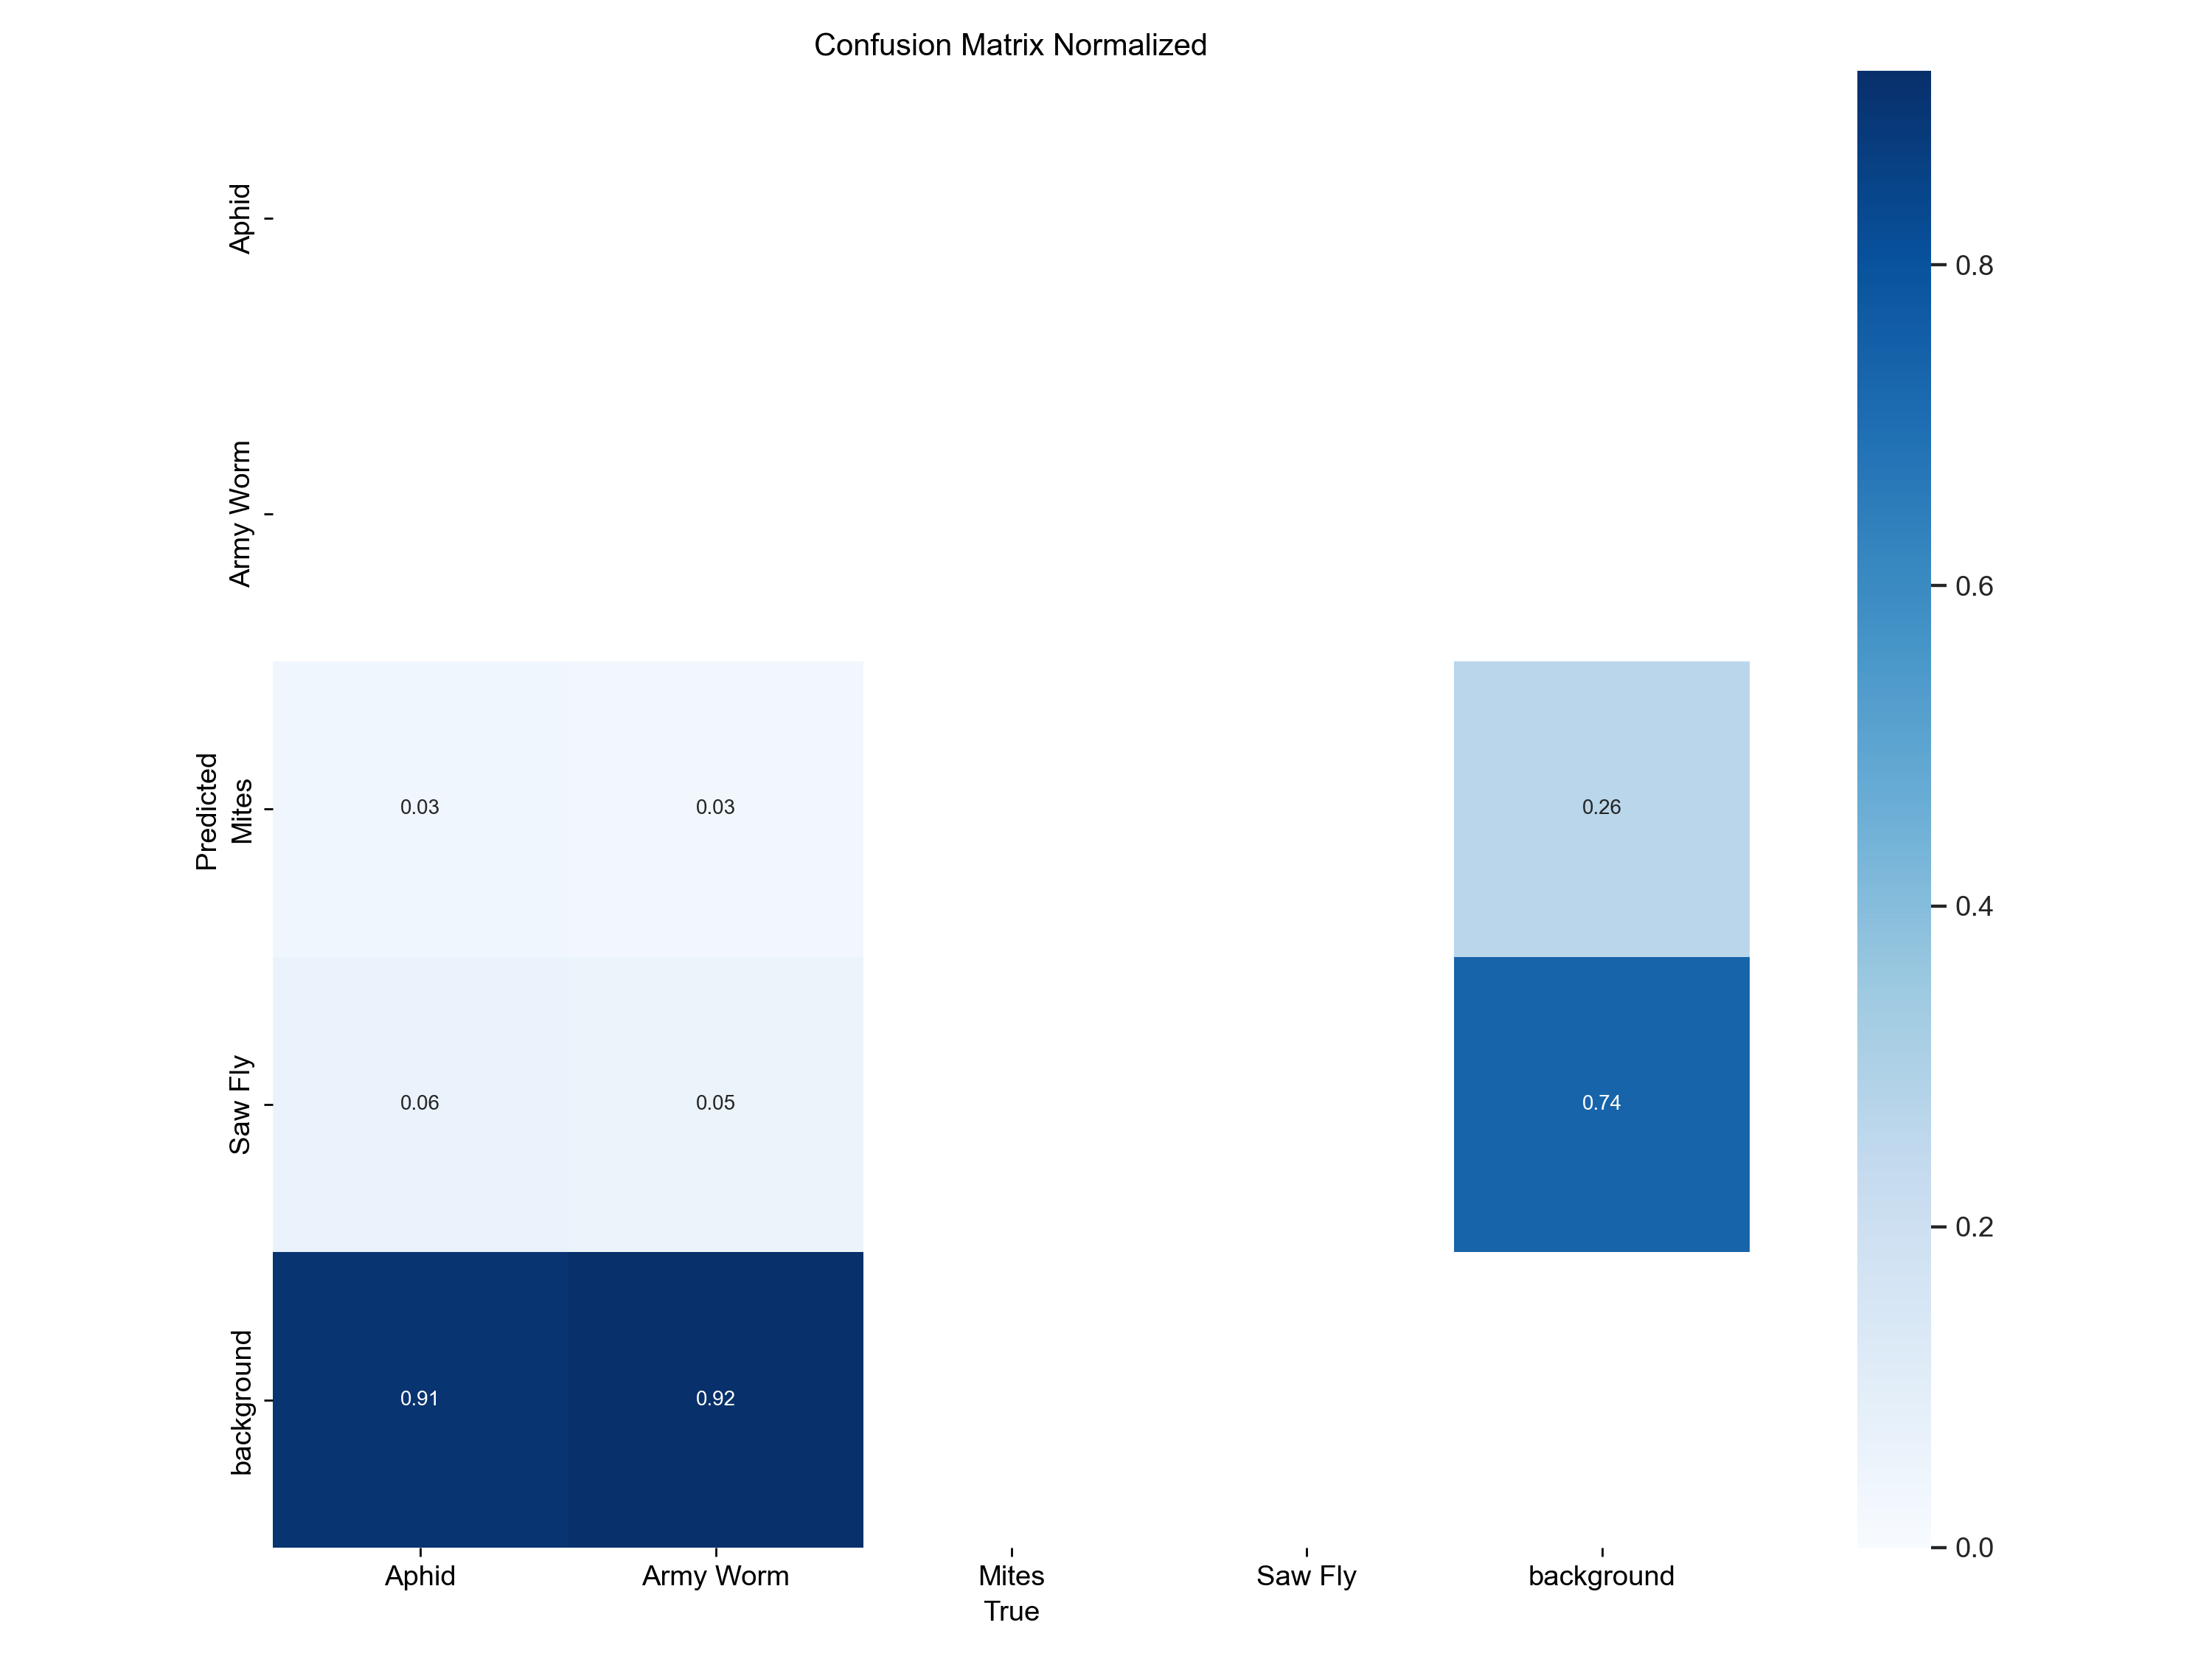 Confusion Matrix Normalized
Aphid
Army Worm
Mites
Saw Fly
background
Predicted
0.03 0.03 0.26
0.06 0.05 0.74
0.91 0.92
Aphid Army Worm Mites Saw Fly background
True
0.8
0.6
0.4
0.2
0.0